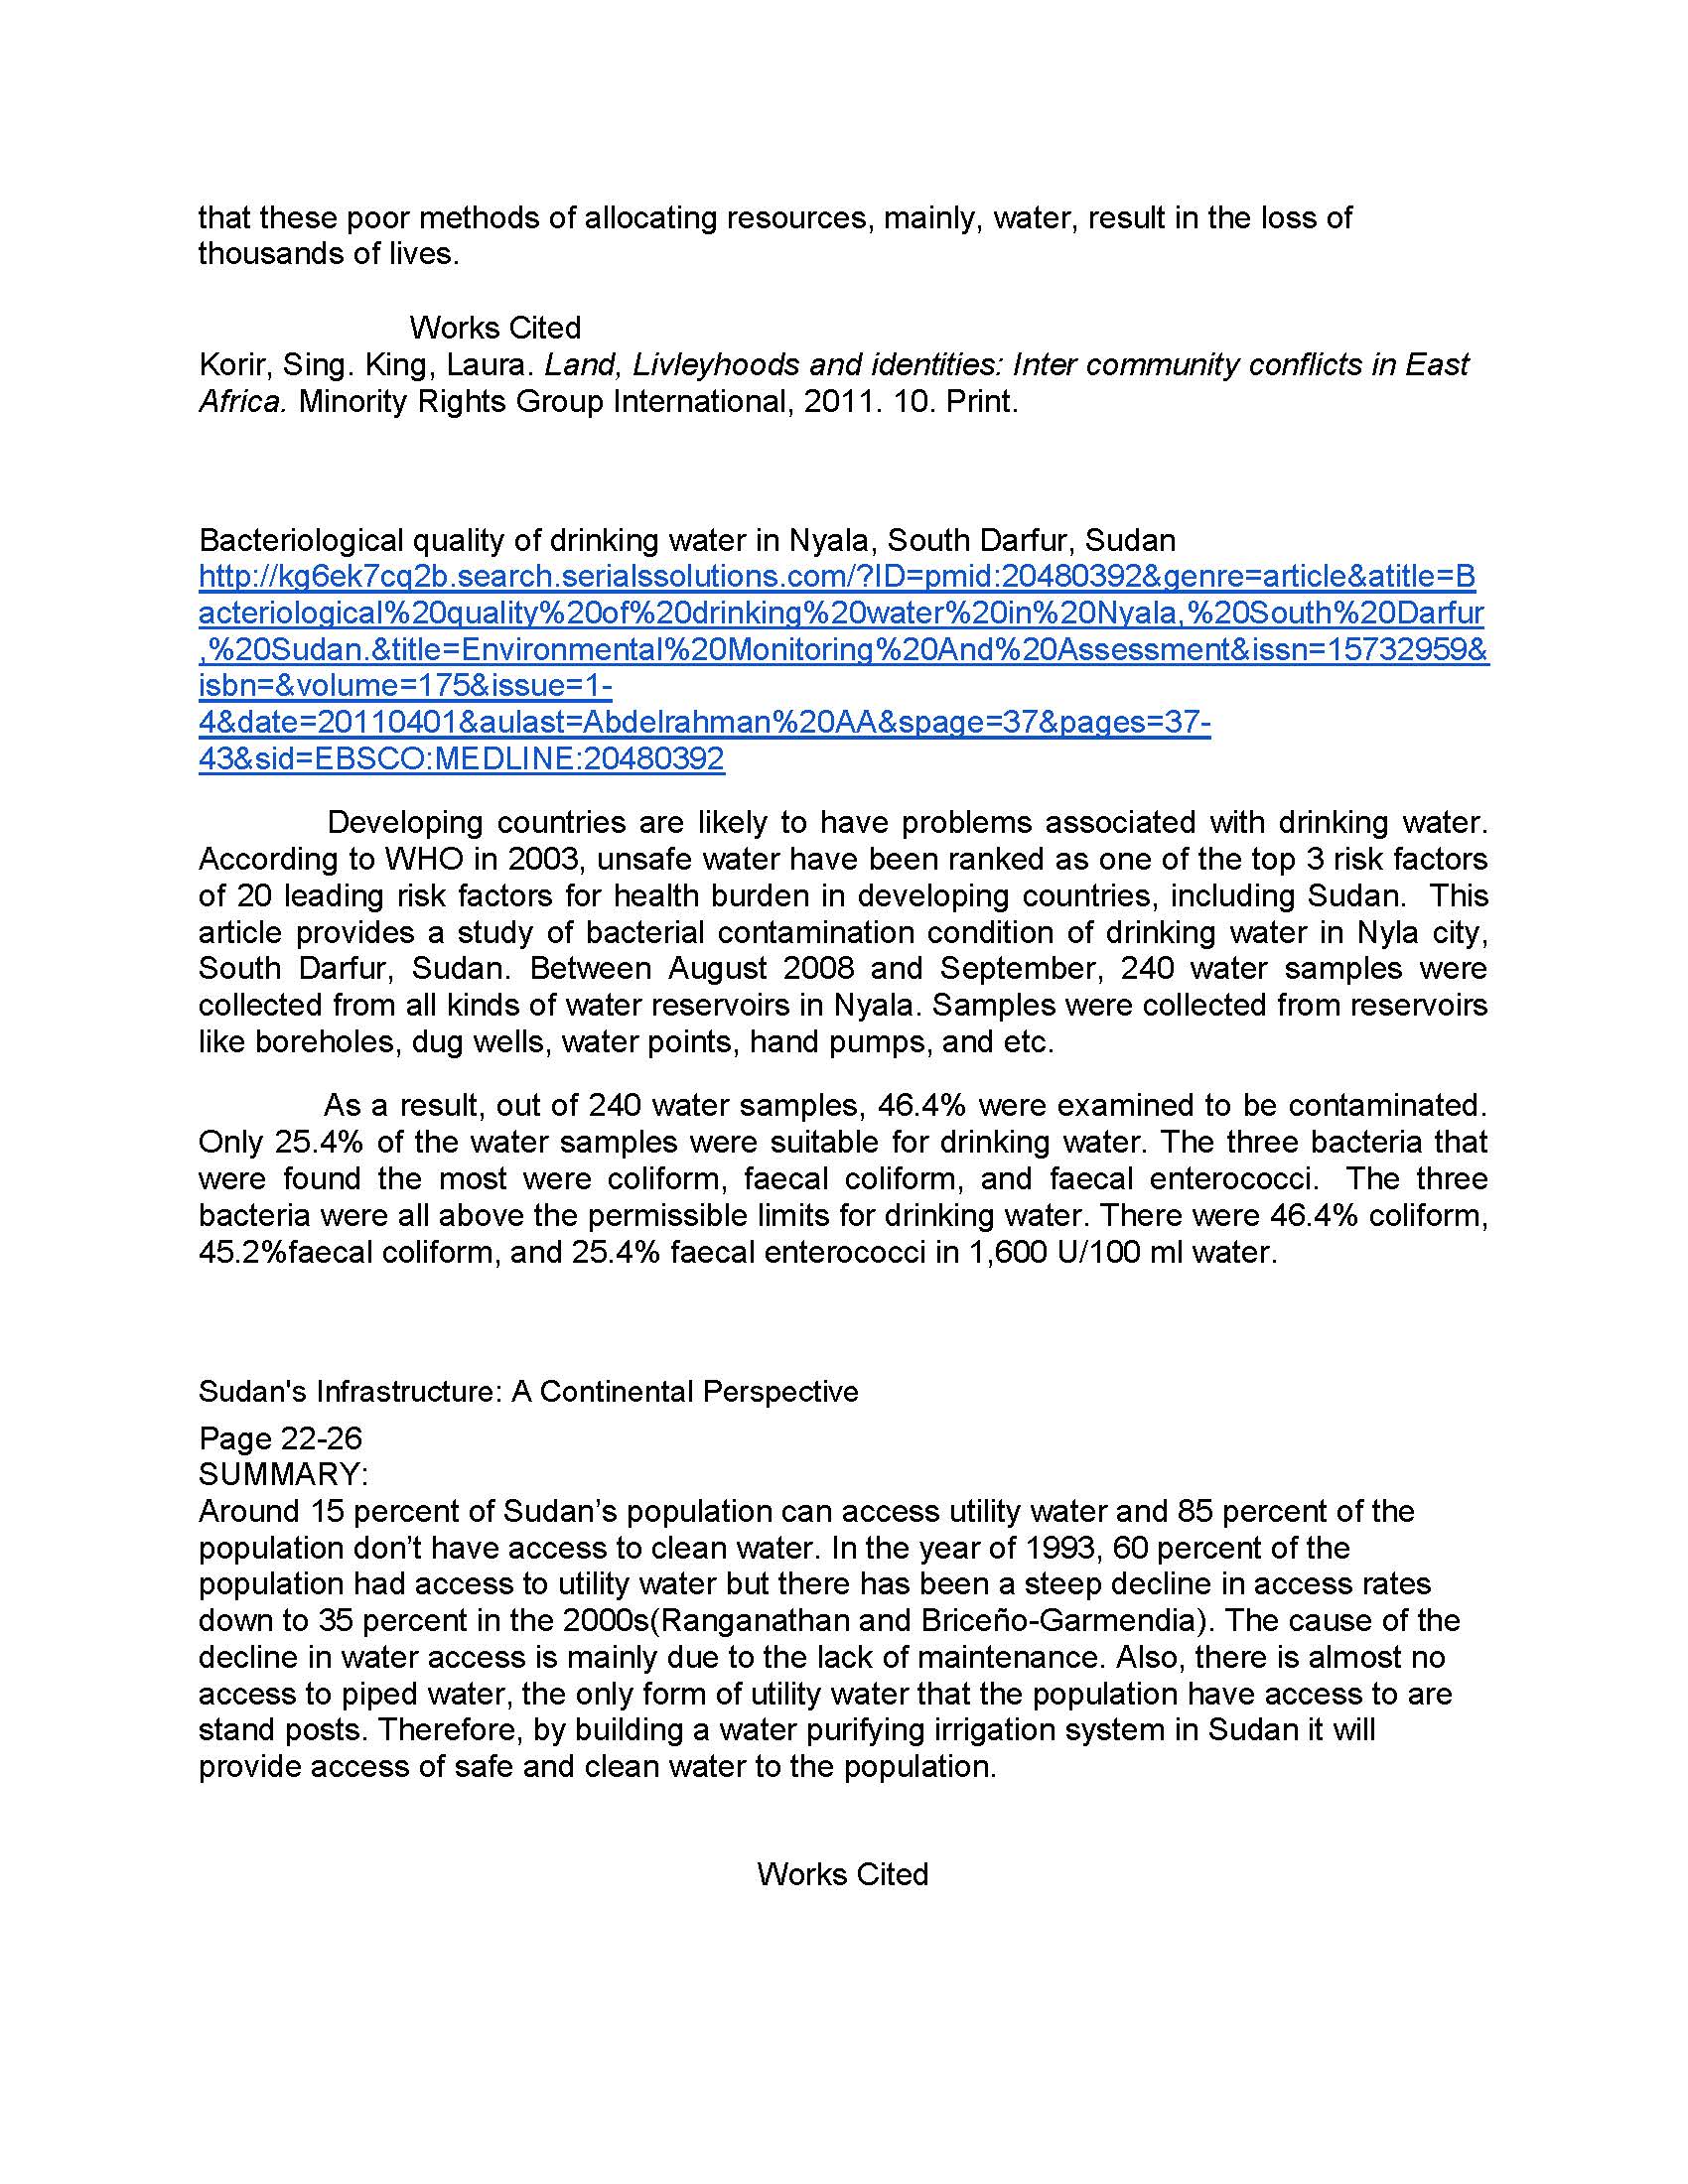 that these poor methods of allocating resources, mainly, water, result in the loss of
thousands of lives.
Works Cited
Korir, Sing. King, Laura. Land, Livleyhoods and identities: Inter community conflicts in East
Africa. Minority Rights Group International, 2011. 10. Print.
Bacteriological quality of drinking water in Nyala, South Darfur, Sudan
http://kg6ek7cq2b.search.serialssolutions.com/?ID=pmid:20480392&genre=article&atitle=B
acteriological%20quality%20of%20drinking%20water%20in%20Nyala,%20South%20Darfur
,%20Sudan.&title=Environmental%20Monitoring%20And%20Assessment&issn=15732959&
isbn=&volume=175&issue=1-
4&date=20110401&aulast=Abdelrahman%20AA&spage=37&pages=37-
43&sid=EBSCO:MEDLINE:20480392
Developing countries are likely to have problems associated with drinking water.
According to WHO in 2003, unsafe water have been ranked as one of the top 3 risk factors
of 20 leading risk factors for health burden in developing countries, including Sudan. This
article provides a study of bacterial contamination condition of drinking water in Nyla city,
South Darfur, Sudan. Between August 2008 and September, 240 water samples were
collected from all kinds of water reservoirs in Nyala. Samples were collected from reservoirs
like boreholes, dug wells, water points, hand pumps, and etc.
As a result, out of 240 water samples, 46.4% were examined to be contaminated.
Only 25.4% of the water samples were suitable for drinking water. The three bacteria that
were found the most were coliform, faecal coliform, and faecal enterococci. The three
bacteria were all above the permissible limits for drinking water. There were 46.4% coliform,
45.2%faecal coliform, and 25.4% faecal enterococci in 1,600 U/100 ml water.
Sudan's Infrastructure: A Continental Perspective
Page 22-26
SUMMARY:
Around 15 percent of Sudan’s population can access utility water and 85 percent of the
population don’t have access to clean water. In the year of 1993, 60 percent of the
population had access to utility water but there has been a steep decline in access rates
down to 35 percent in the 2000s(Ranganathan and Briceño-Garmendia). The cause of the
decline in water access is mainly due to the lack of maintenance. Also, there is almost no
access to piped water, the only form of utility water that the population have access to are
stand posts. Therefore, by building a water purifying irrigation system in Sudan it will
provide access of safe and clean water to the population.
Works Cited